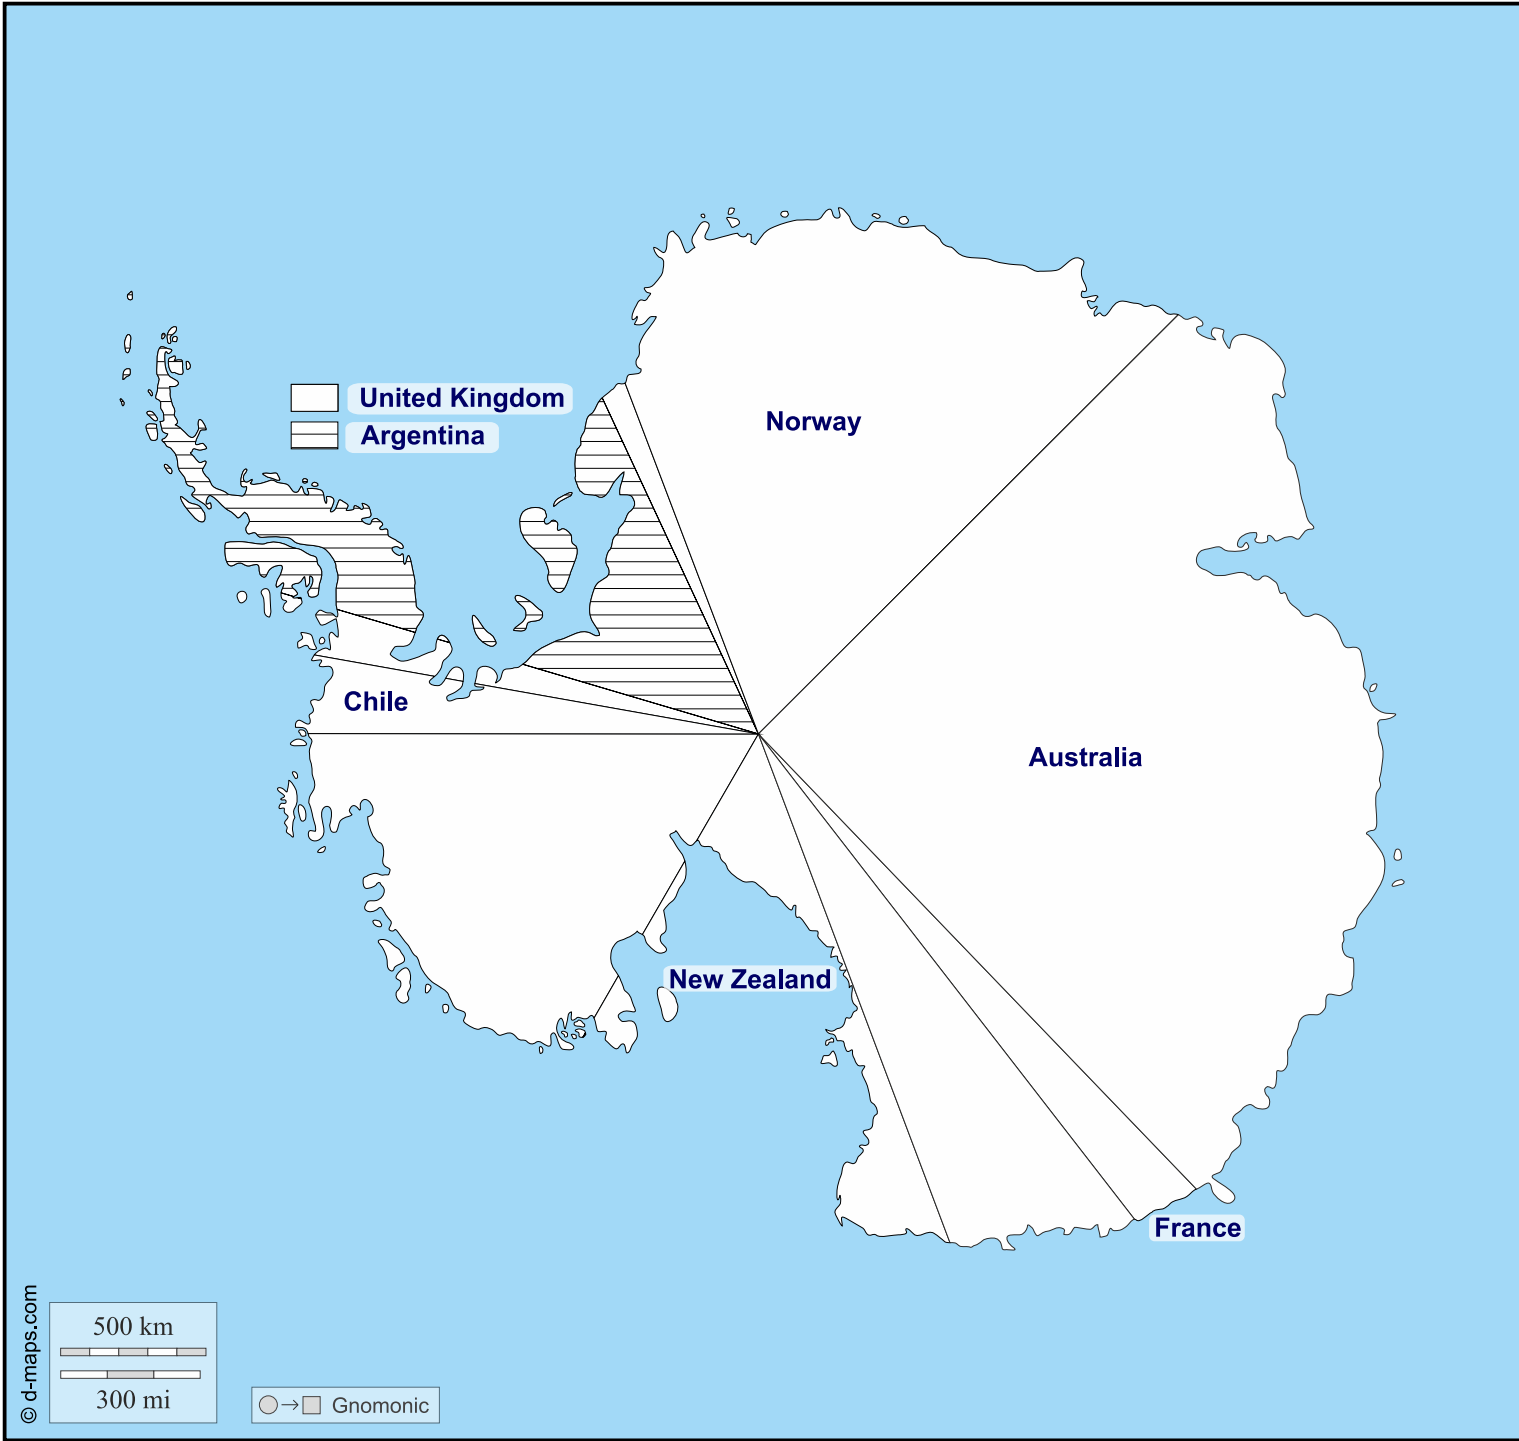 United Kingdom
Argentina
Norway
Chile
Australia
New Zealand
France
© d-maps.com
500 km
300 mi
Gnomonic